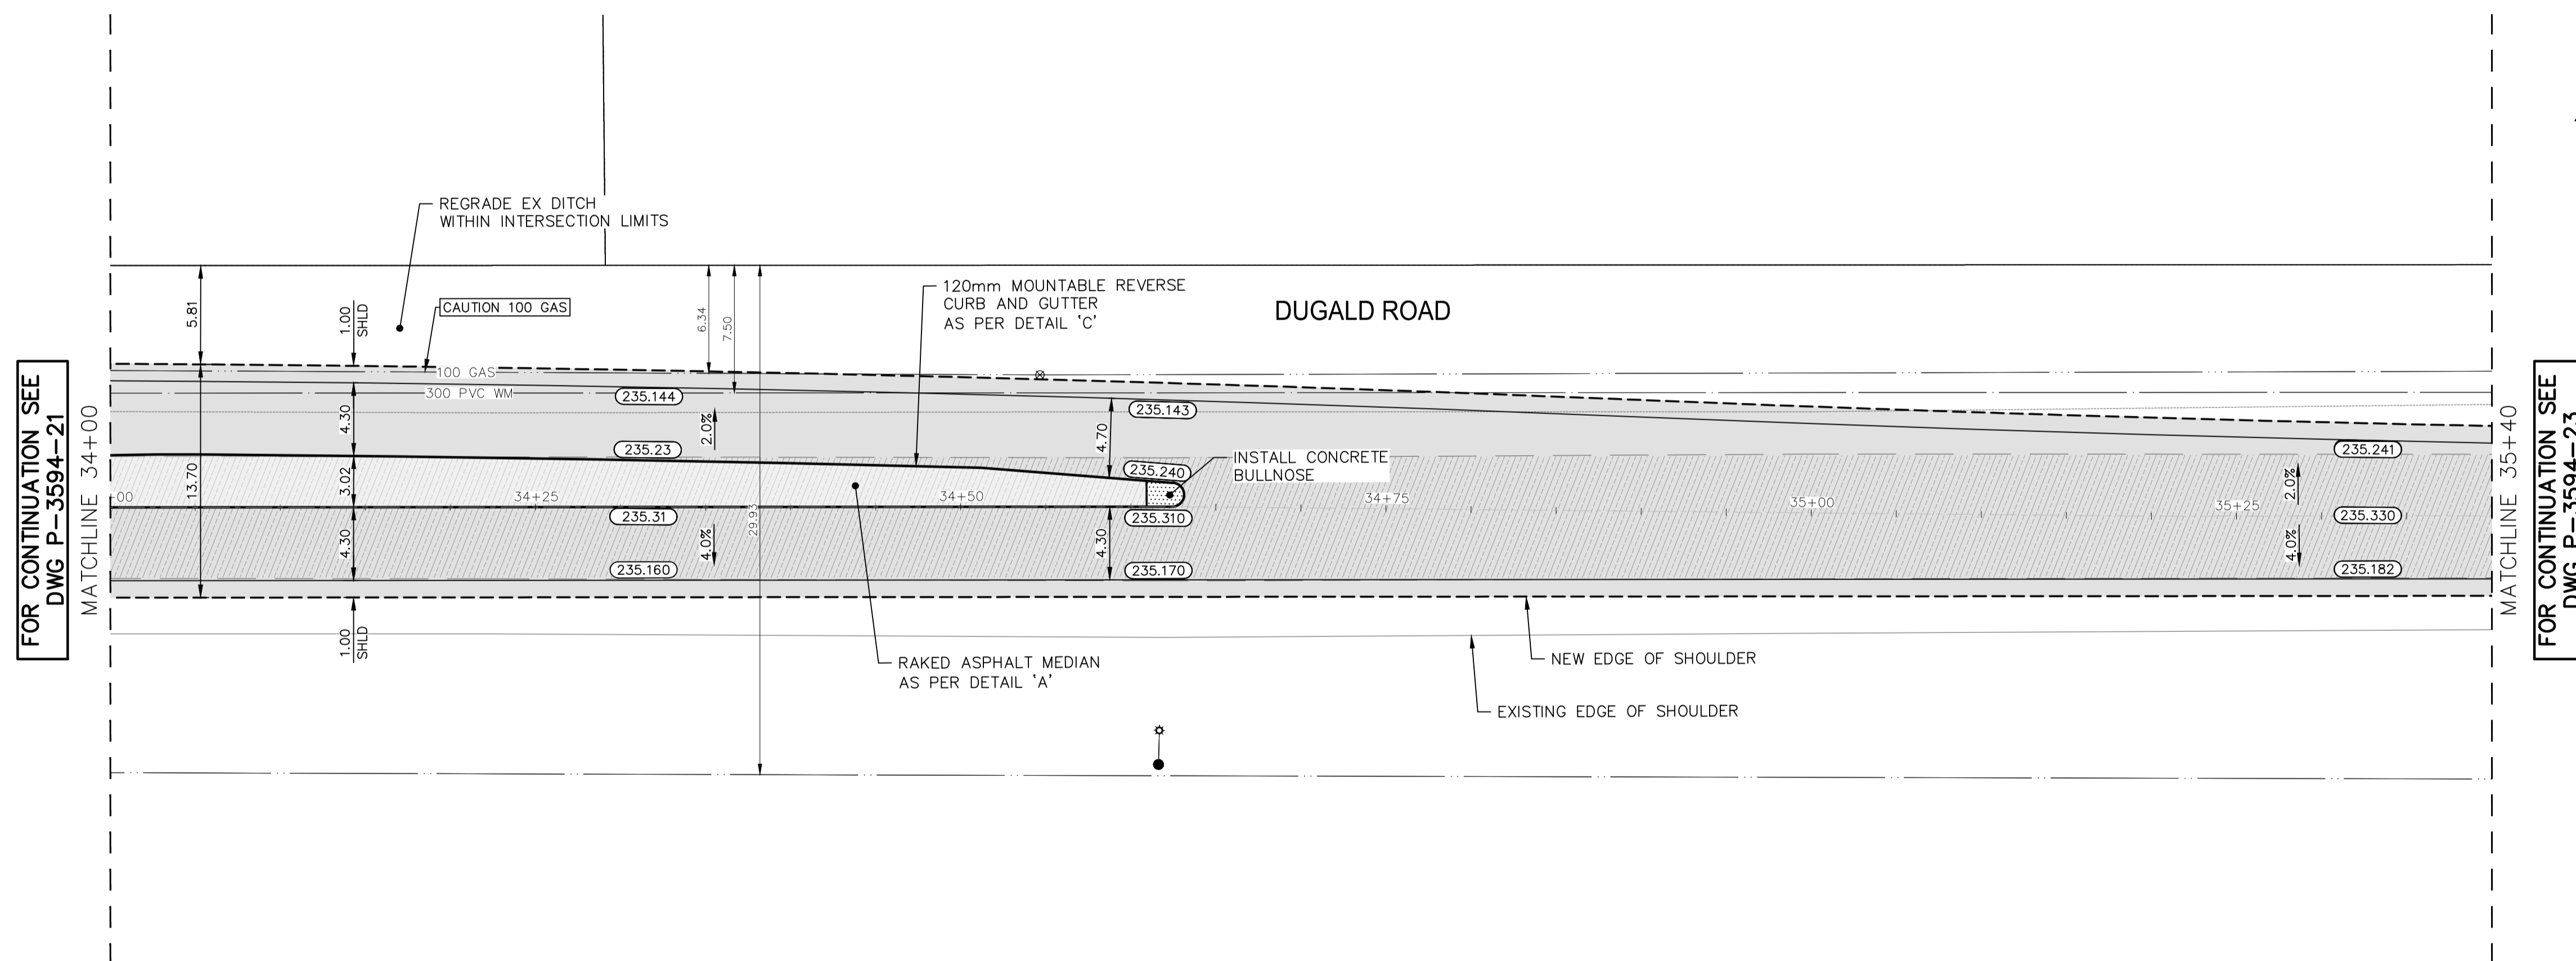 FOR CONTINUATION SEE
DWG P-3594-21
MATCHLINE 34+00
REGRADE EX DITCH
WITHIN INTERSECTION LIMITS
CAUTION 100 GAS
120mm MOUNTABLE REVERSE
CURB AND GUTTER
AS PER DETAIL 'C'
DUGALD ROAD
5.81
1.00
SHLD
6.34
7.50
100 GAS
300 PVC WM
235.144
235.143
4.30
2.0%
4.70
235.23
235.240
INSTALL CONCRETE
BULLNOSE
235.241
13.70
3.02
2.0%
+00
34+25
34+50
34+75
35+00
35+25
235.31
235.310
235.330
4.30
4.0%
29.93
4.30
4.0%
235.160
235.170
235.182
1.00
SHLD
RAKED ASPHALT MEDIAN
AS PER DETAIL 'A'
NEW EDGE OF SHOULDER
EXISTING EDGE OF SHOULDER
MATCHLINE 35+40
FOR CONTINUATION SEE
DWG P-3594-23